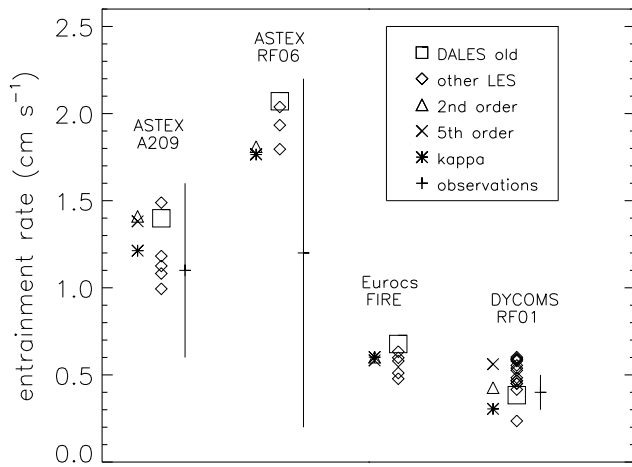 2.5
2.0
1.5
1.0
0.5
0.0
entrainment rate (cm s⁻¹)
ASTEX
A209
ASTEX
RF06
Eurocs
FIRE
DYCOMS
RF01
DALES old
other LES
2nd order
5th order
kappa
observations